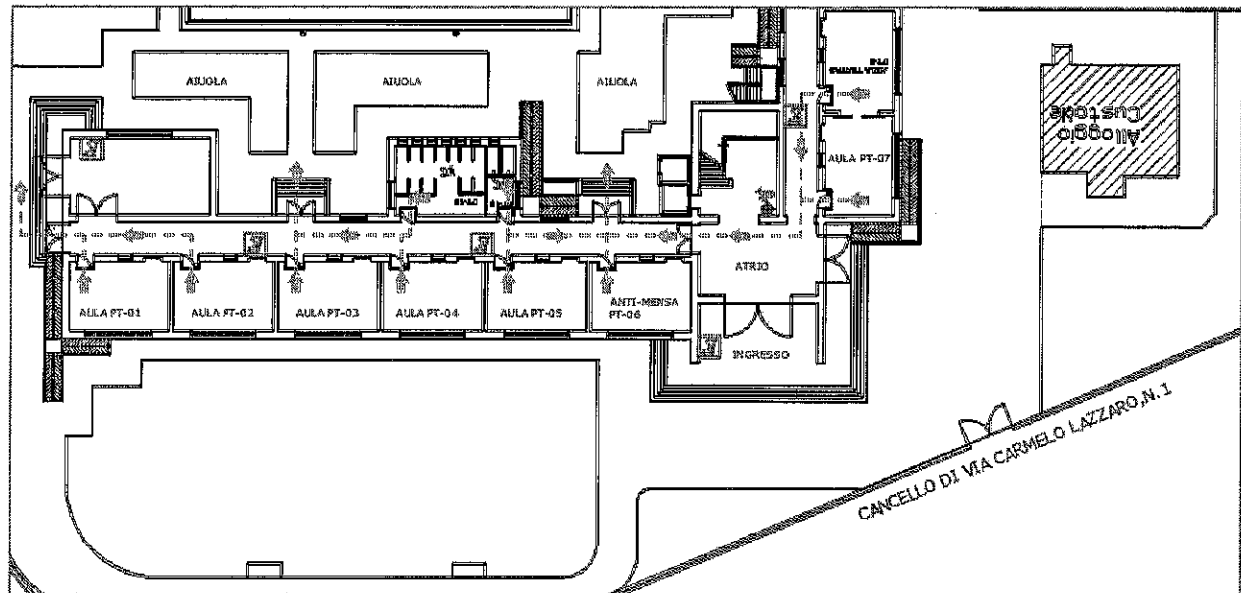 AIUOLA
AIUOLA
AIUOLA
Alloggio
Custode
AULA PT-07
ATRIO
AULA PT-01
AULA PT-02
AULA PT-03
AULA PT-04
AULA PT-05
ANTI-MENSA
PT-06
INGRESSO
CANCELLO DI VIA CARMELO LAZZARO,N.1